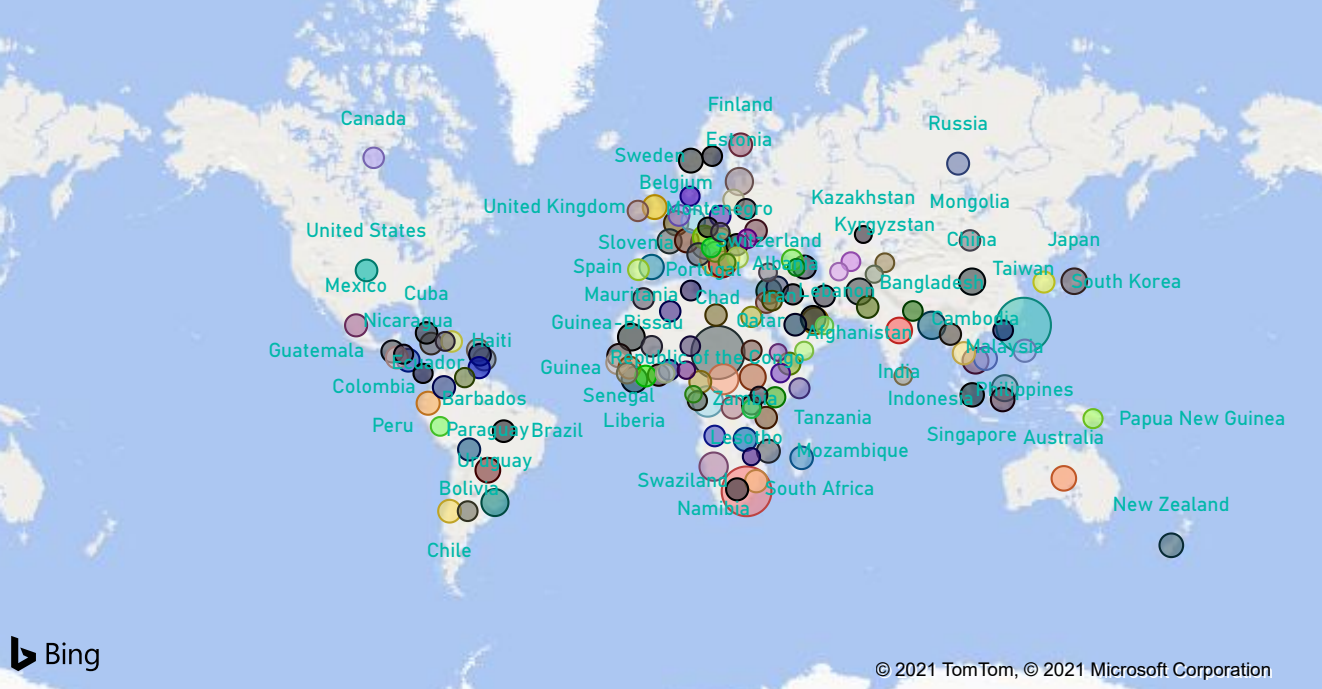 Finland
Canada
Russia
Estonia
Sweden
Belgium
Kazakhstan
Mongolia
United Kingdom
Montenegro
Kyrgyzstan
United States
Slovenia
Switzerland
China
Japan
Spain
Portugal
Albania
Taiwan
Mexico
Bangladesh
South Korea
Cuba
Mauritania
Chad
Iran
Lebanon
Nicaragua
Guinea-Bissau
Qatar
Cambodia
Afghanistan
Haiti
Guatemala
Malaysia
Ecuador
Guinea
Republic of the Congo
India
Colombia
Barbados
Senegal
Zambia
Indonesia
Philippines
Peru
Paraguay
Brazil
Liberia
Tanzania
Papua New Guinea
Singapore
Australia
Lesotho
Mozambique
Uruguay
Bolivia
Swaziland
South Africa
Namibia
New Zealand
Chile
Bing
© 2021 TomTom, © 2021 Microsoft Corporation